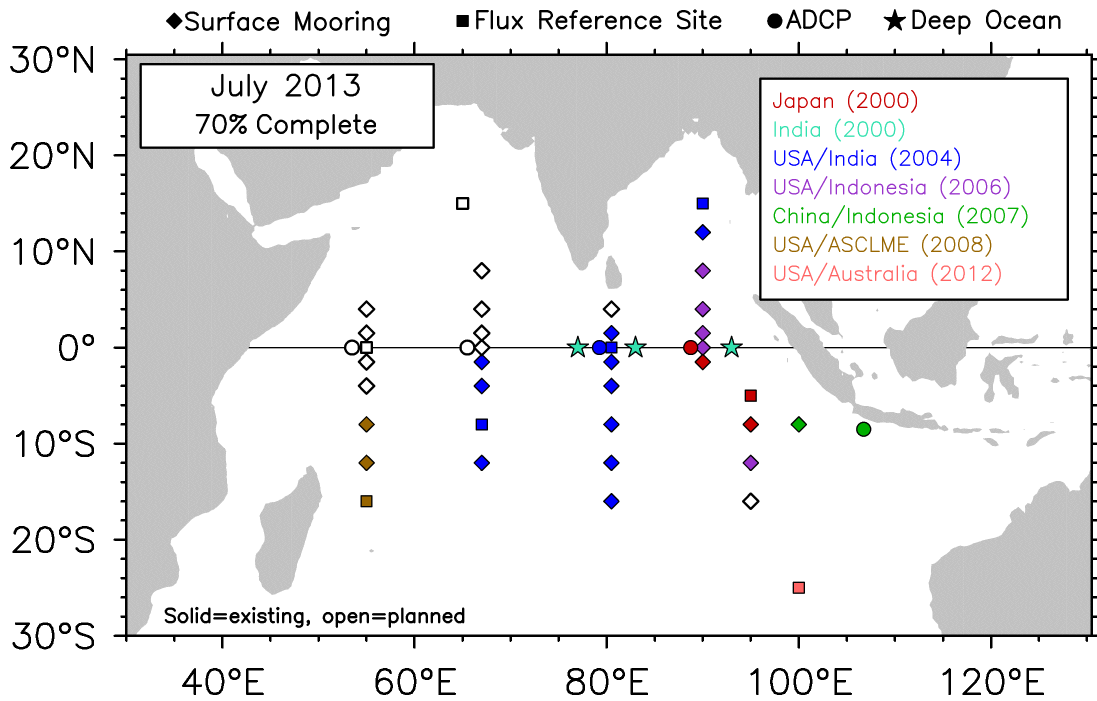 Surface Mooring Flux Reference Site ADCP Deep Ocean
30°N
20°N
10°N
0°
10°S
20°S
30°S
July 2013
70% Complete
Japan (2000)
India (2000)
USA/India (2004)
USA/Indonesia (2006)
China/Indonesia (2007)
USA/ASCLME (2008)
USA/Australia (2012)
Solid=existing, open=planned
40°E 60°E 80°E 100°E 120°E